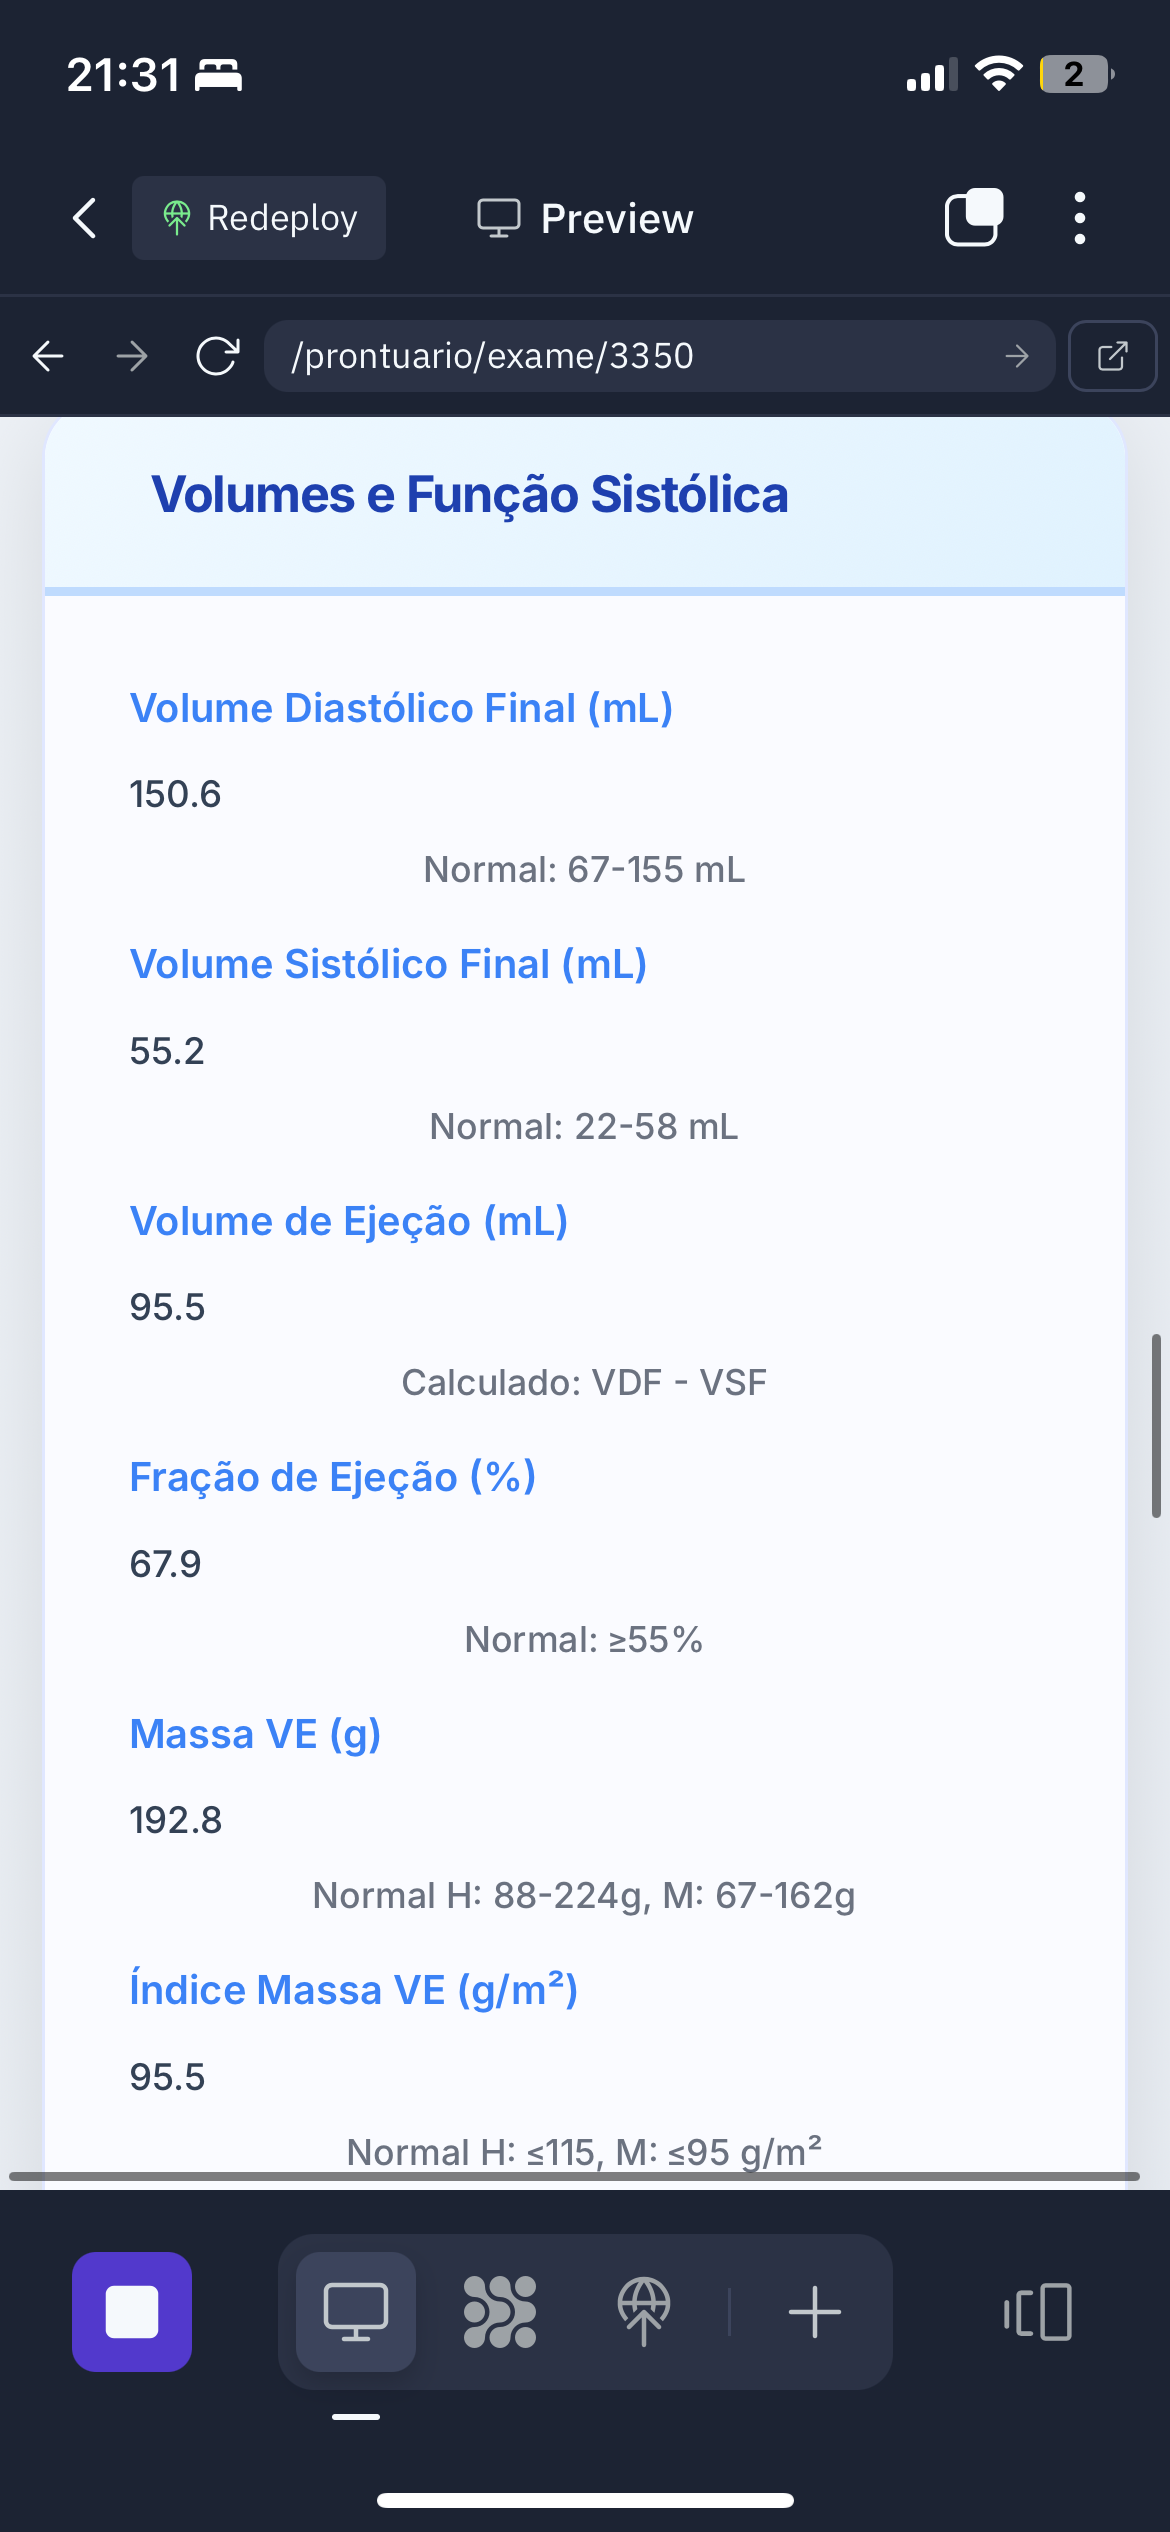 21:31
2
Redeploy
Preview
/prontuario/exame/3350
Volumes e Função Sistólica
Volume Diastólico Final (mL)
150.6
Normal: 67-155 mL
Volume Sistólico Final (mL)
55.2
Normal: 22-58 mL
Volume de Ejeção (mL)
95.5
Calculado: VDF - VSF
Fração de Ejeção (%)
67.9
Normal: ≥55%
Massa VE (g)
192.8
Normal H: 88-224g, M: 67-162g
Índice Massa VE (g/m²)
95.5
Normal H: ≤115, M: ≤95 g/m²